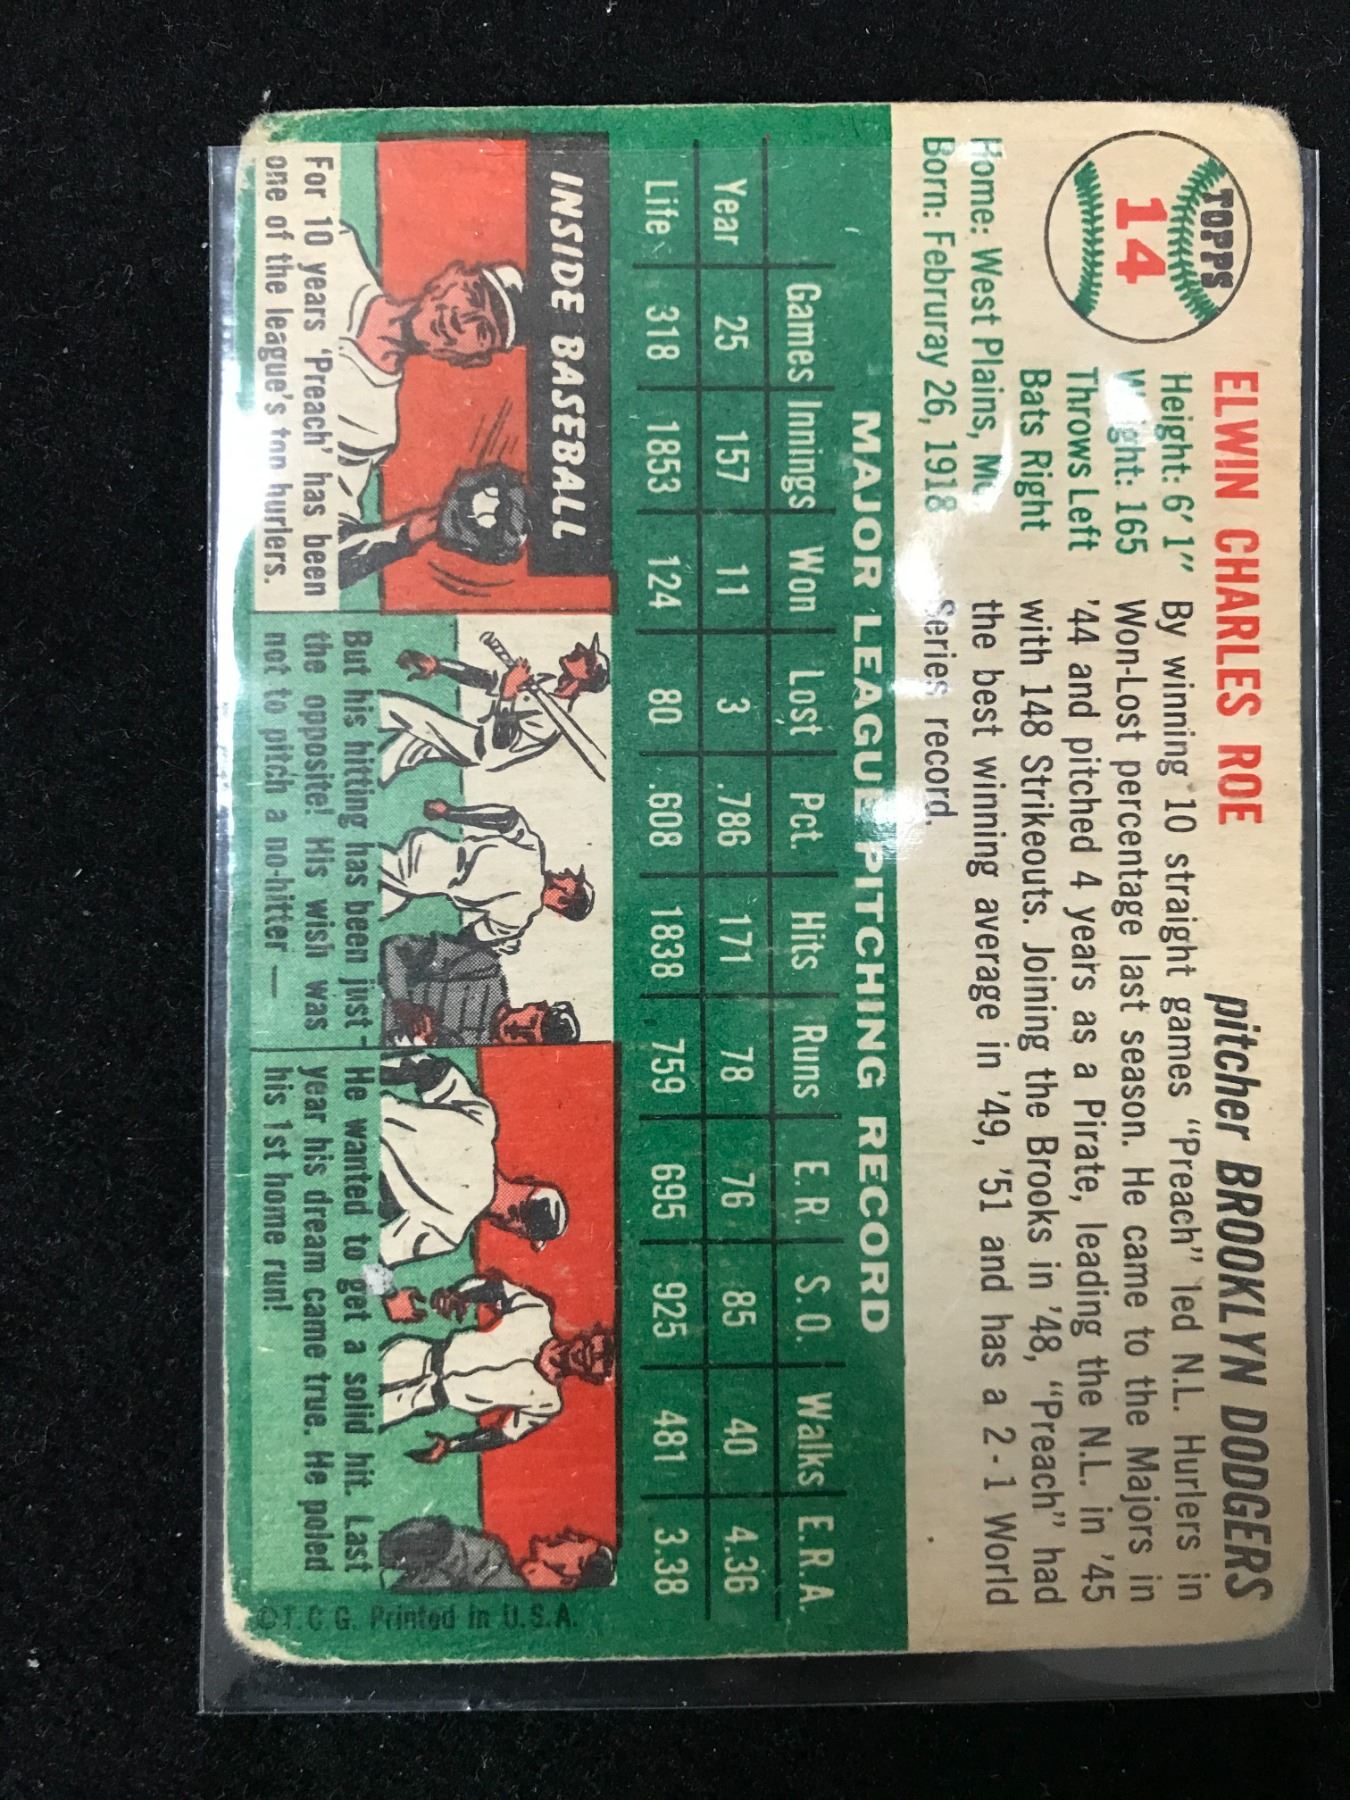 TOPPS
14
ELWIN CHARLES ROE pitcher BROOKLYN DODGERS
Height: 6'1"
Weight: 165
Throws Left
Bats Right
Home: West Plains,
Born: Februray 26, 1918
By winning 10 straight games "Preach" led N.L. Hurlers in
Won-Lost percentage last season. He came to the Majors in
'44 and pitched 4 years as a Pirate, leading the N.L. in '45
with 148 Strikeouts. Joining the Brooks in '48, "Preach" had
the best winning average in '49, '51 and has a 2-1 World
Series record.
MAJOR LEAGUE PITCHING RECORD
Games Innings Won Lost Pct. Hits Runs E.R. S.O. Walks E.R.A.
Year 25 157 11 3 .786 171 78 76 85 40 4.36
Life 318 1853 124 80 .608 1838 759 695 925 481 3.38
INSIDE BASEBALL
For 10 years 'Preach' has been
one of the league's top hurlers.
But his hitting has been just
the opposite! His wish was
not to pitch a no-hitter —
He wanted to get a solid hit. Last
year his dream came true. He poled
his 1st home run!
©T.C.G. Printed in U.S.A.